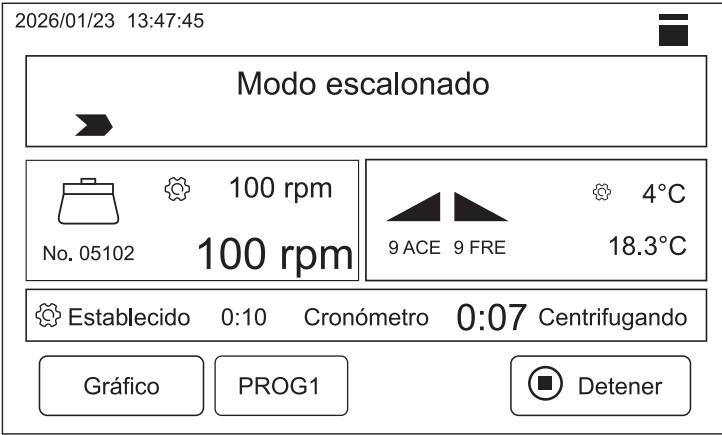 2026/01/23 13:47:45
Modo escalonado
100 rpm
No. 05102
100 rpm
4°C
9 ACE 9 FRE
18.3°C
Establecido 0:10 Cronómetro 0:07 Centrifugando
Gráfico PROG1 Detener